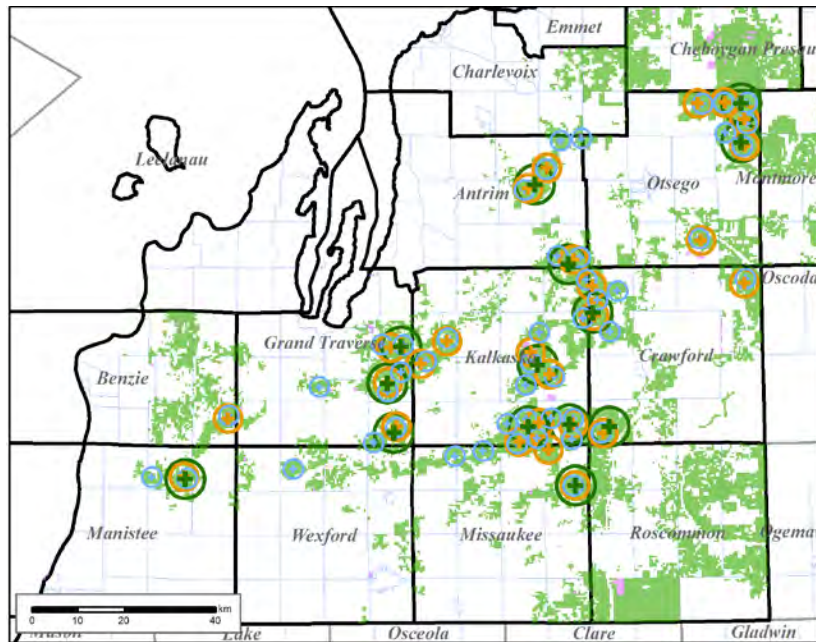 Emmet
Cheboygan Presqu
Charlevoix
Leelanau
Antrim
Otsego
Montmore
Oscoda
Grand Travers
Kalkaska
Crawford
Benzie
Manistee
Wexford
Missaukee
Roscommon
Ogema
km
0 10 20 40
Mason
Lake
Osceola
Clare
Gladwin